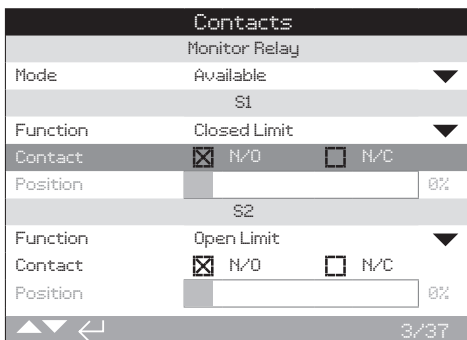 Contacts
Monitor Relay
Mode Available
S1
Function Closed Limit
Contact N/O N/C
Position 0%
S2
Function Open Limit
Contact N/O N/C
Position 0%
3/37